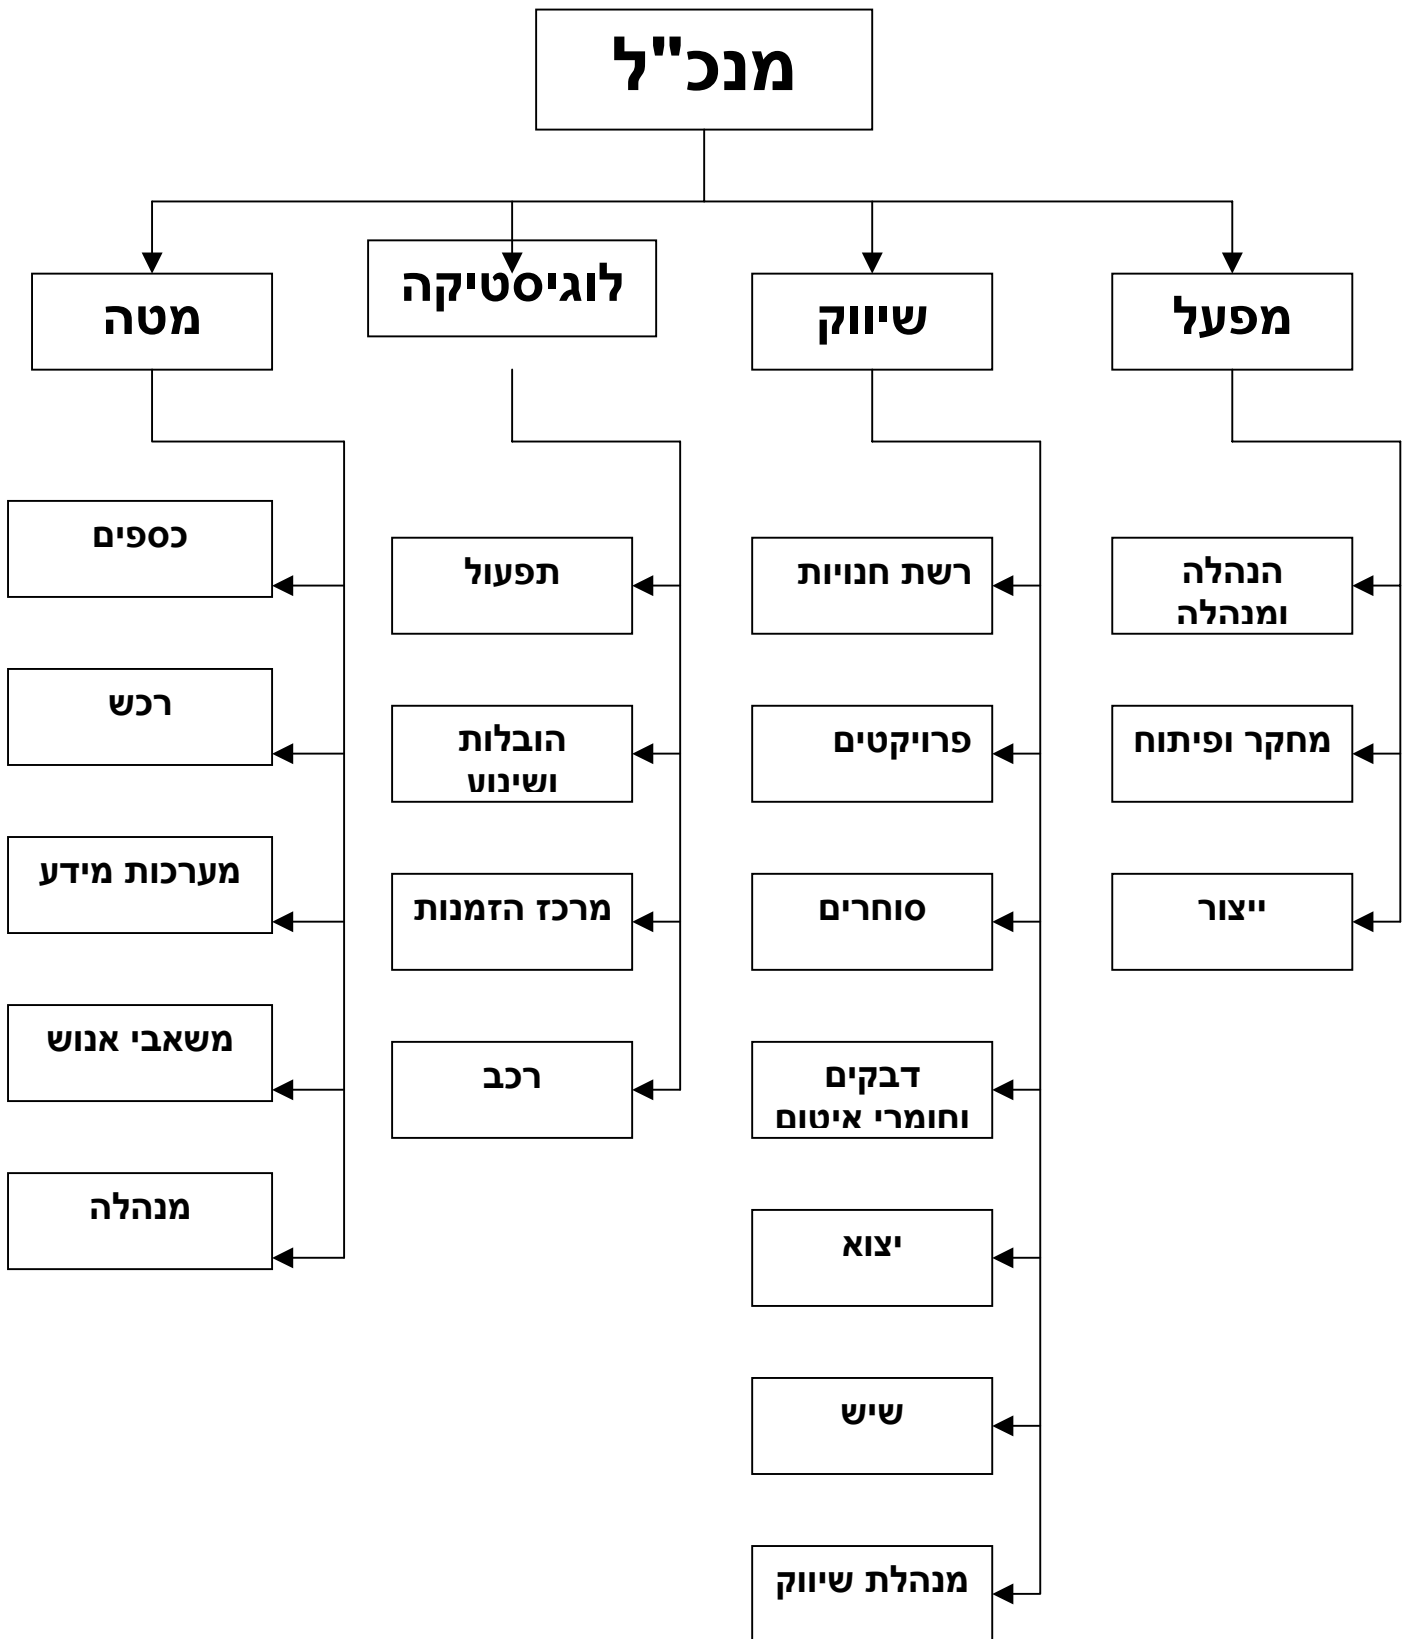 מנכ"ל
מפעל
שיווק
לוגיסטיקה
מטה
הנהלה
ומנהלה
מחקר ופיתוח
ייצור
רשת חנויות
פרויקטים
סוחרים
דבקים
וחומרי איטום
יצוא
שיש
מנהלת שיווק
תפעול
הובלות
ושינוע
מרכז הזמנות
רכב
כספים
רכש
מערכות מידע
משאבי אנוש
מנהלה